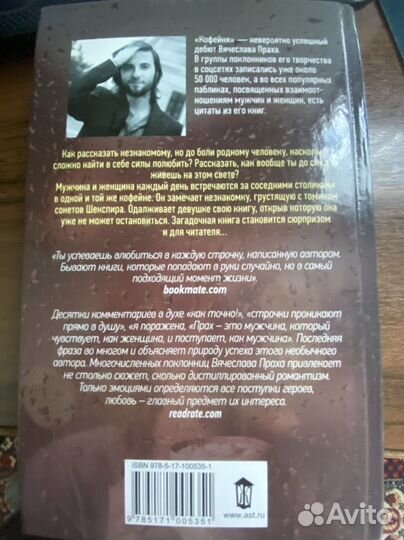 «Кофейня» — невероятно успешный
дебют Вячеслава Праха.
В группы поклонников его творчества
в соцсетях записались уже около
50 000 человек, а во всех популярных
пабликах, посвященных взаимоот-
ношениям мужчин и женщин, есть
цитаты из его книг.
Как рассказать незнакомому, но до боли родному человеку, насколько
сложно найти в себе силы полюбить? Рассказать, как вообще ты до сих
живешь на этом свете?
Мужчина и женщина каждый день встречаются за соседними столиками
в одной и той же кофейне. Он замечает незнакомку, грустящую с томиком
сонетов Шекспира. Одалживает девушке свою книгу, открыв которую она
уже не может остановиться. Загадочная книга становится сюрпризом
и для читателя...
«Ты успеваешь влюбиться в каждую строчку, написанную автором.
Бывают книги, которые попадают в руки случайно, но в самый
подходящий момент жизни».
bookmate.com
Десятки комментариев в духе «как точно!», «строчки проникают
прямо в душу», «я поражена, «Прах – это мужчина, который
чувствует, как женщина, и поступает, как мужчина». Последняя
фраза во многом и объясняет природу успеха этого необычного
автора. Многочисленных поклонниц Вячеслава Праха привлекает
не столько сюжет, сколько дистиллированный романтизм.
Только эмоциями определяются все поступки героев,
любовь – главный предмет их интереса.
readrate.com
ISBN 978-5-17-100535-1
9 785171 005351
www.ast.ru
Avito